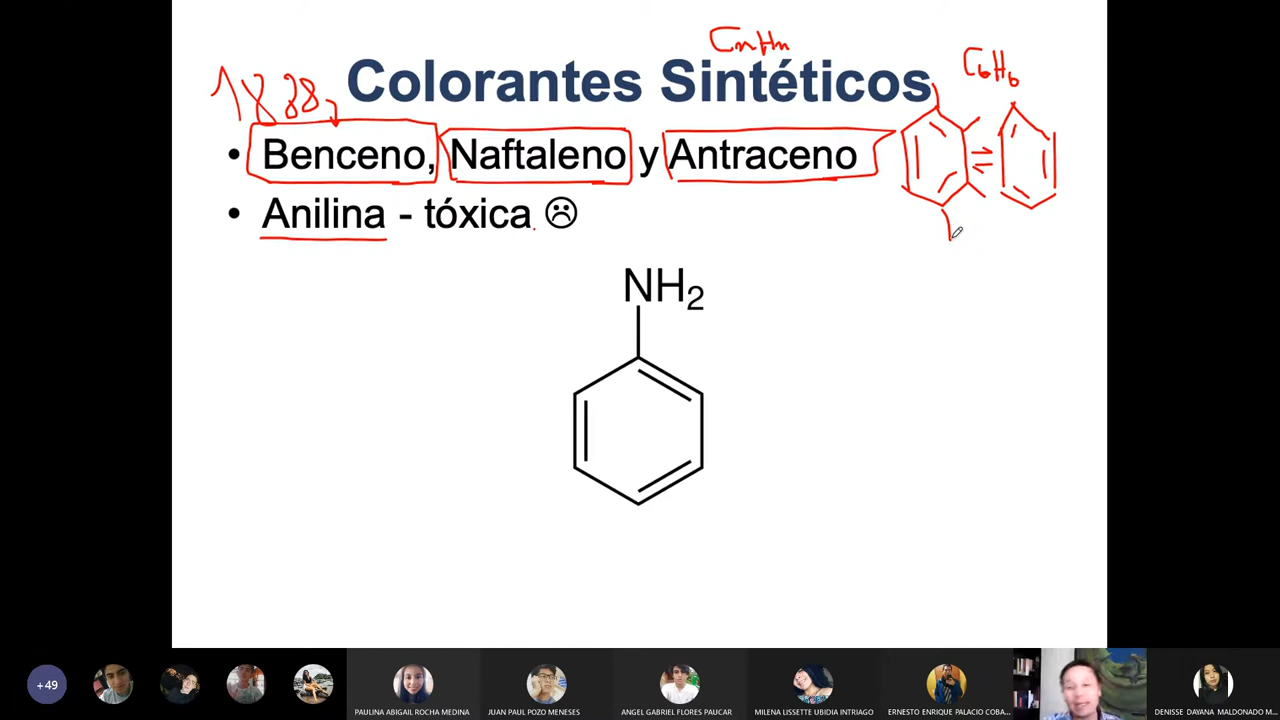 CnHn
Colorantes Sintéticos
C6H6
1888
• Benceno, Naftaleno y Antraceno
• Anilina - tóxica ☹
NH2
+49
PAULINA ABIGAIL ROCHA MEDINA
JUAN PAUL POZO MENESES
ANGEL GABRIEL FLORES PAUCAR
MILENA LISSETTE UBIDIA INTRIAGO
ERNESTO ENRIQUE PALACIO COBA...
DENISSE DAYANA MALDONADO M...